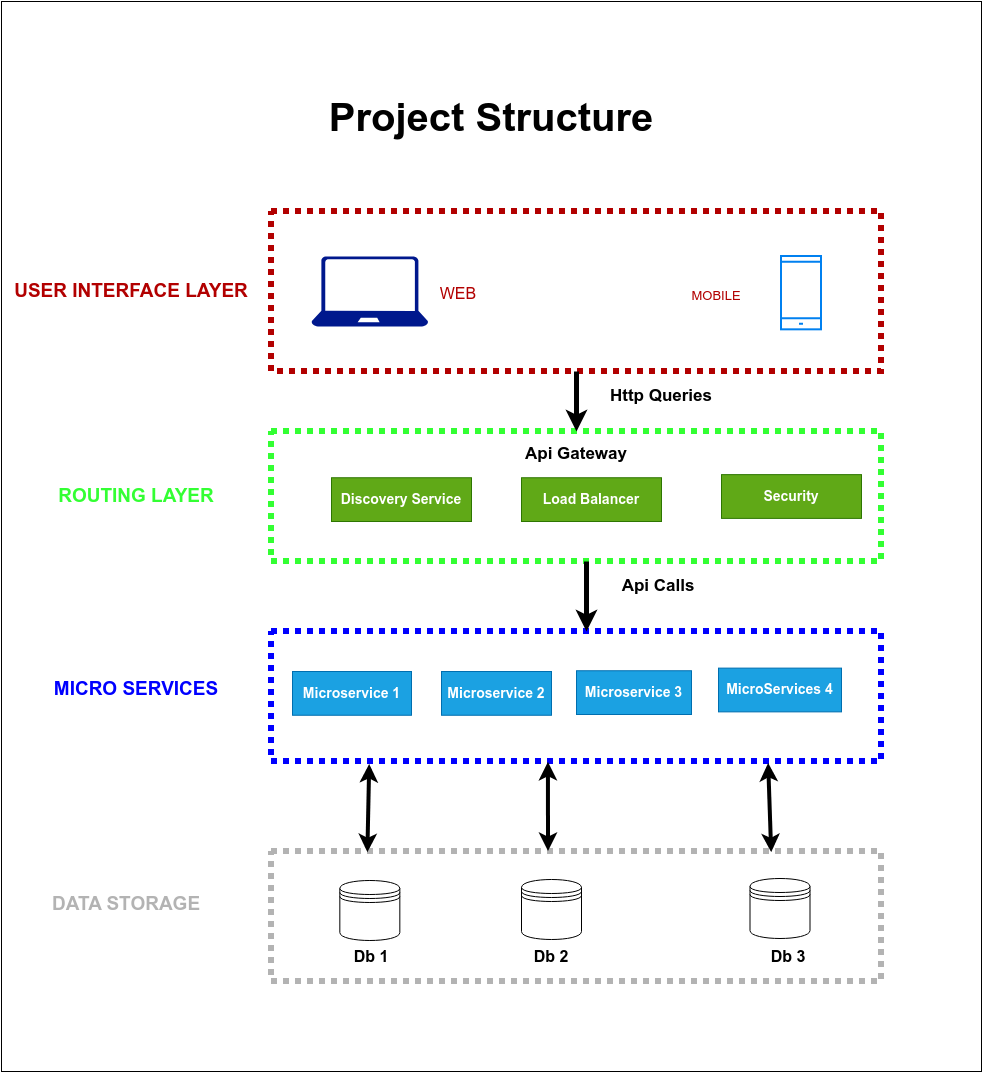 Project Structure
USER INTERFACE LAYER
WEB
MOBILE
Http Queries
Api Gateway
ROUTING LAYER
Discovery Service
Load Balancer
Security
Api Calls
MICRO SERVICES
Microservice 1
Microservice 2
Microservice 3
MicroServices 4
DATA STORAGE
Db 1
Db 2
Db 3